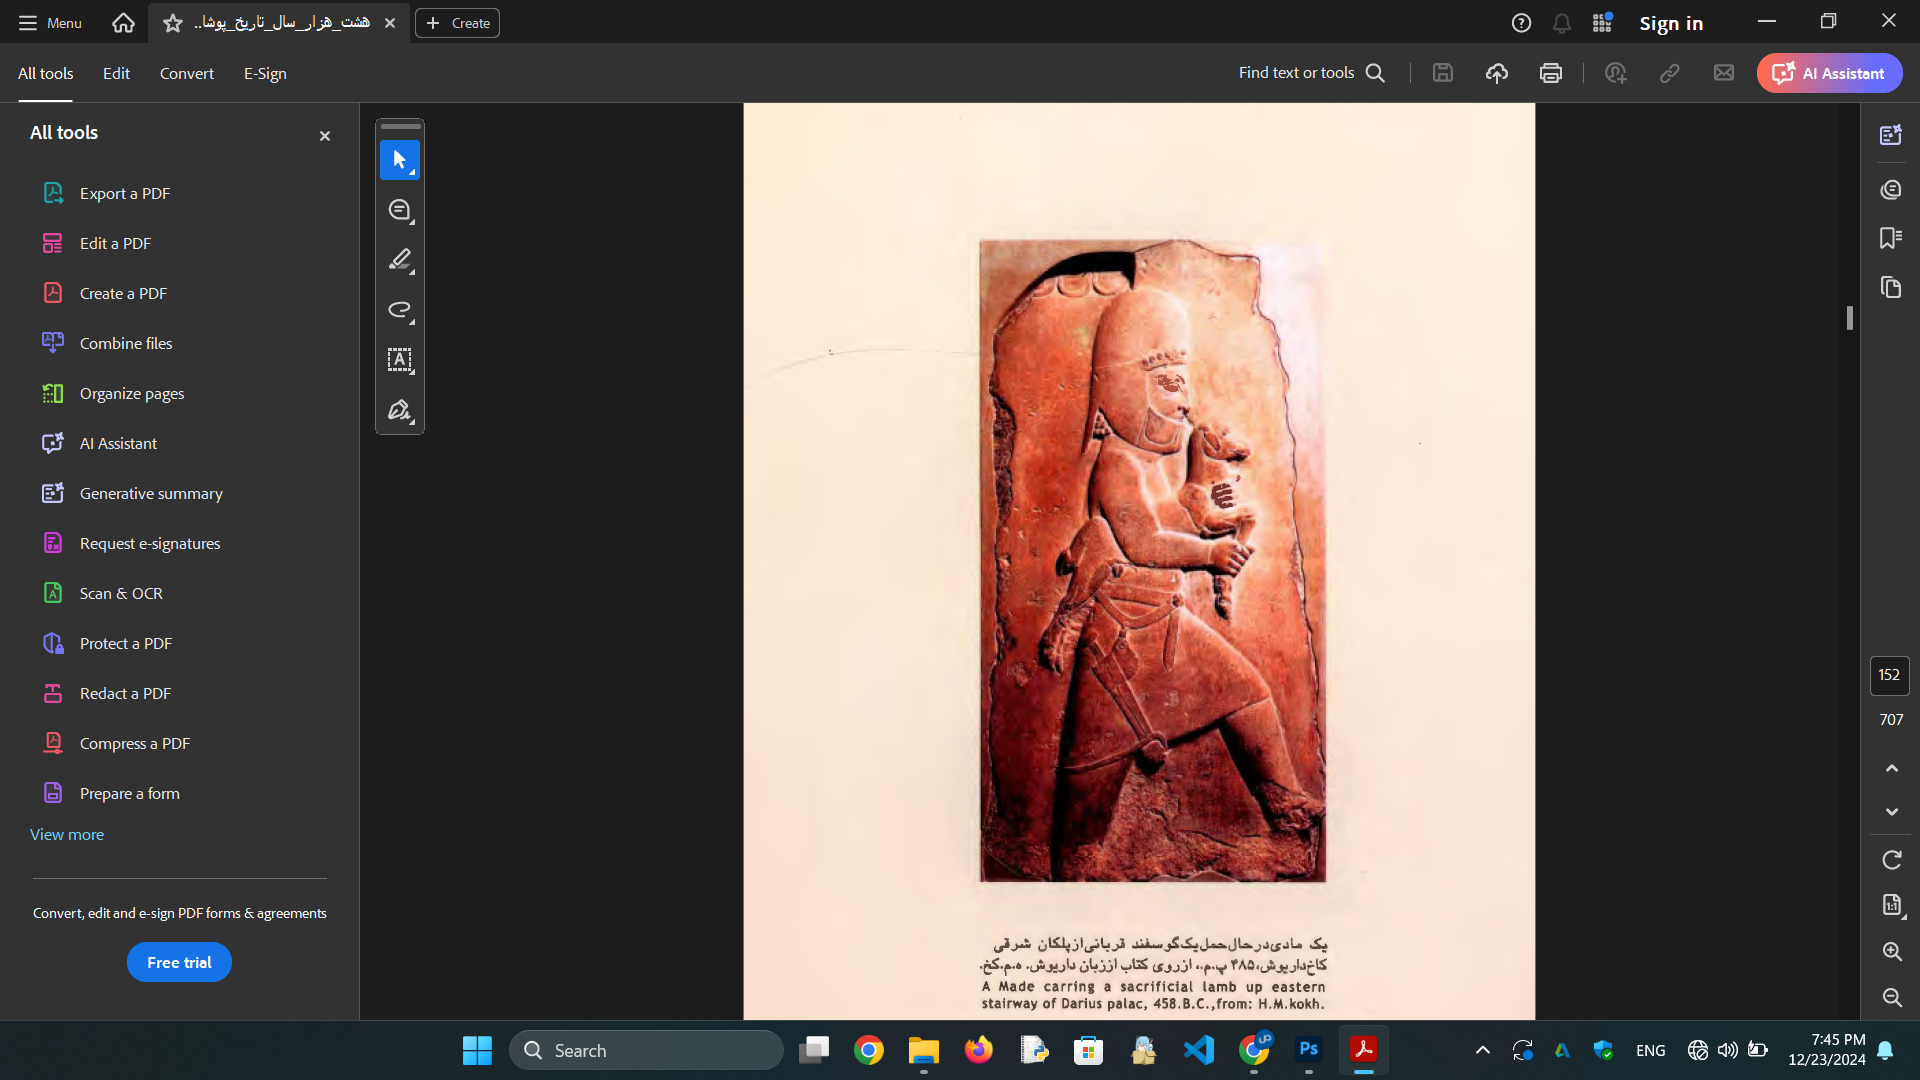 Menu
هشت_هزار_سال_تاریخ_پوشا..
Create
Sign in
All tools
Edit
Convert
E-Sign
Find text or tools
AI Assistant
All tools
Export a PDF
Edit a PDF
Create a PDF
Combine files
Organize pages
AI Assistant
Generative summary
Request e-signatures
Scan & OCR
Protect a PDF
Redact a PDF
Compress a PDF
Prepare a form
View more
Convert, edit and e-sign PDF forms & agreements
Free trial
یک مادی در حال حمل یک گوسفند قربانی از پلکان شرقی
کاخ داریوش، ۴۸۵ پ.م.، از روی کتاب از زبان داریوش. ه.م.کخ.
A Made carring a sacrificial lamb up eastern
stairway of Darius palac, 458.B.C.,from: H.M.kokh.
152
707
Search
ENG
7:45 PM
12/23/2024